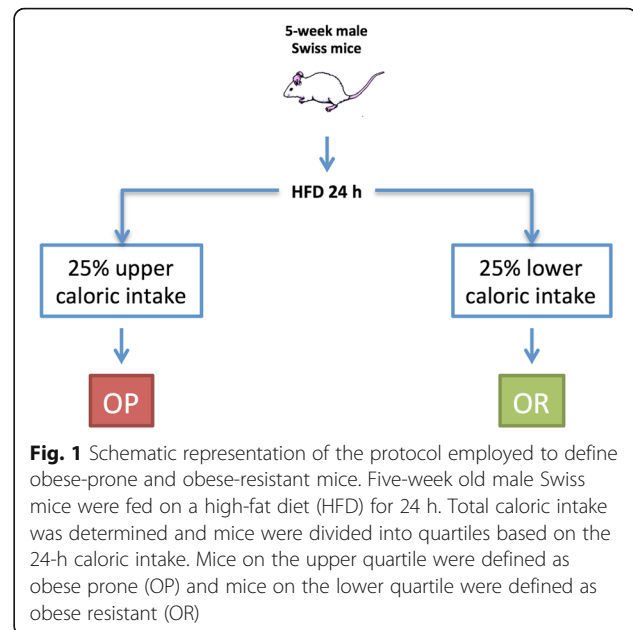 5-week male
Swiss mice
HFD 24 h
25% upper
caloric intake
25% lower
caloric intake
OP
OR
Fig. 1 Schematic representation of the protocol employed to define
obese-prone and obese-resistant mice. Five-week old male Swiss
mice were fed on a high-fat diet (HFD) for 24 h. Total caloric intake
was determined and mice were divided into quartiles based on the
24-h caloric intake. Mice on the upper quartile were defined as
obese prone (OP) and mice on the lower quartile were defined as
obese resistant (OR)